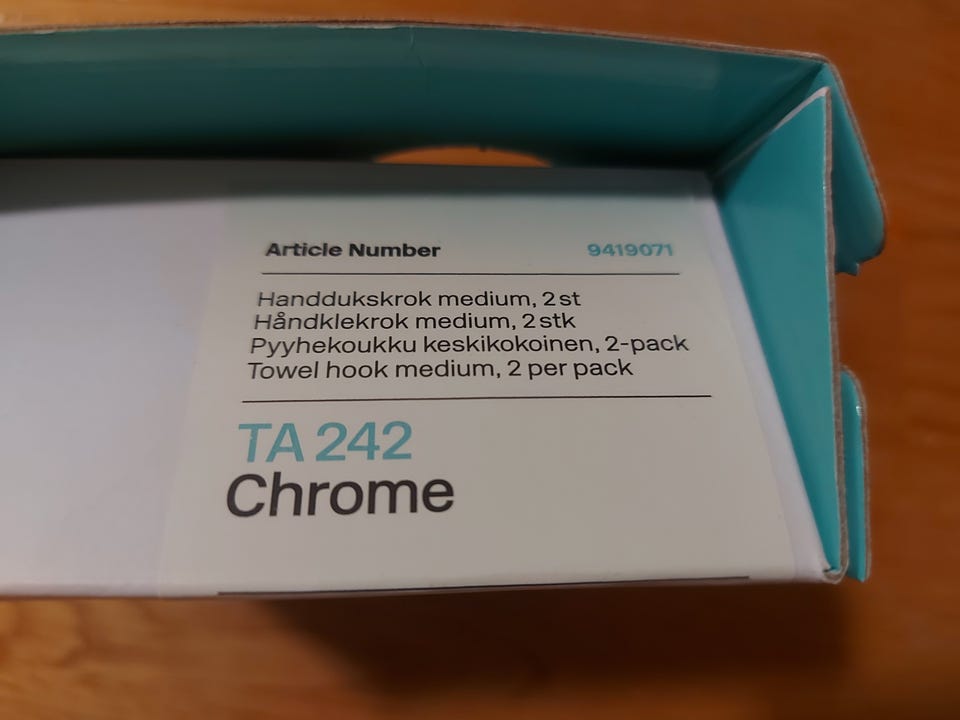 Article Number 9419071
Handdukskrok medium, 2 st
Håndklekrok medium, 2 stk
Pyyhekoukku keskikokoinen, 2-pack
Towel hook medium, 2 per pack
TA 242
Chrome